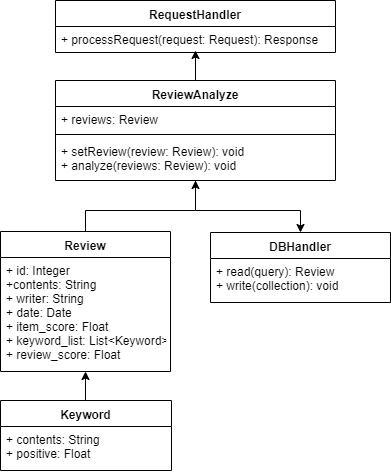 RequestHandler
+ processRequest(request: Request): Response
ReviewAnalyze
+ reviews: Review
+ setReview(review: Review): void
+ analyze(reviews: Review): void
Review
+ id: Integer
+contents: String
+ writer: String
+ date: Date
+ item_score: Float
+ keyword_list: List<Keyword>
+ review_score: Float
DBHandler
+ read(query): Review
+ write(collection): void
Keyword
+ contents: String
+ positive: Float